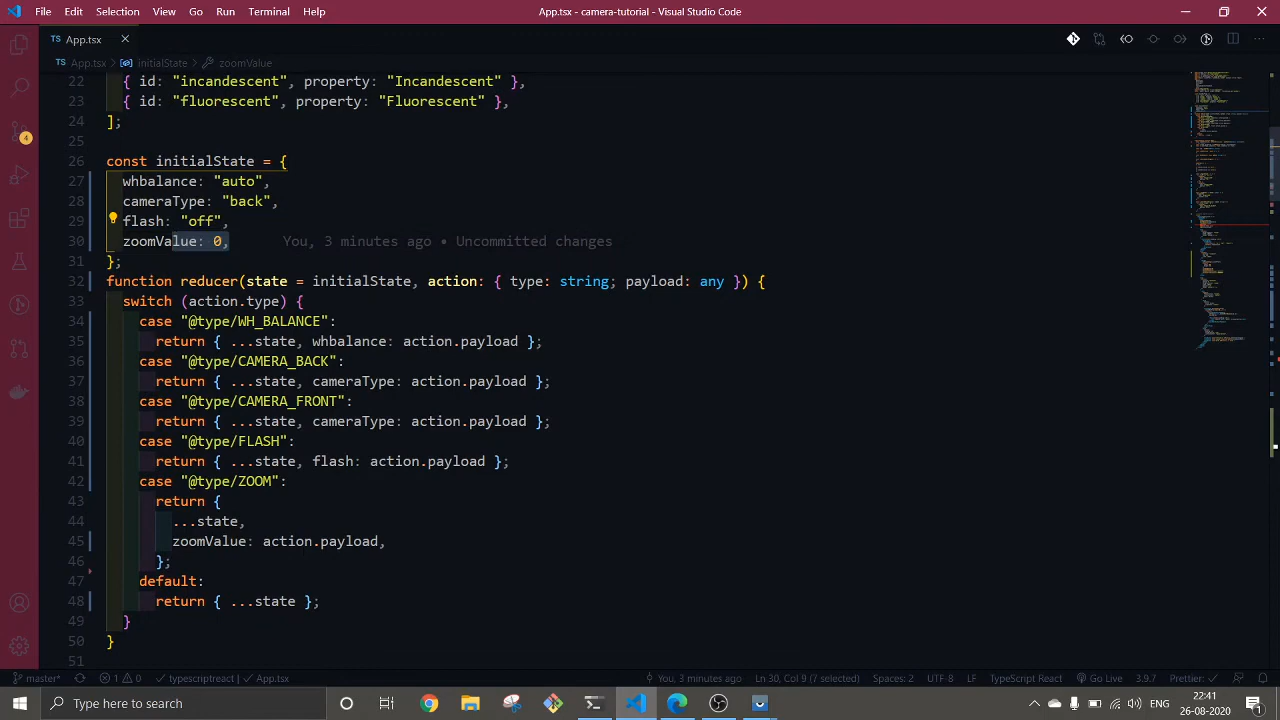 File Edit Selection View Go Run Terminal Help App.tsx - camera-tutorial - Visual Studio Code
App.tsx
App.tsx > initialState > zoomValue
22 { id: "incandescent", property: "Incandescent" },
23 { id: "fluorescent", property: "Fluorescent" },
24 ];
25
26 const initialState = {
27 whbalance: "auto",
28 cameraType: "back",
29 flash: "off",
30 zoomValue: 0, You, 3 minutes ago • Uncommitted changes
31 };
32 function reducer(state = initialState, action: { type: string; payload: any }) {
33 switch (action.type) {
34 case "@type/WH_BALANCE":
35 return { ...state, whbalance: action.payload };
36 case "@type/CAMERA_BACK":
37 return { ...state, cameraType: action.payload };
38 case "@type/CAMERA_FRONT":
39 return { ...state, cameraType: action.payload };
40 case "@type/FLASH":
41 return { ...state, flash: action.payload };
42 case "@type/ZOOM":
43 return {
44 ...state,
45 zoomValue: action.payload,
46 };
47 default:
48 return { ...state };
49 }
50 }
51
4
master* 1 0 typescriptreact App.tsx You, 3 minutes ago Ln 30, Col 9 (7 selected) Spaces: 2 UTF-8 LF TypeScript React Go Live 3.9.7 Prettier: ✓
Type here to search
ENG
22:41
26-08-2020